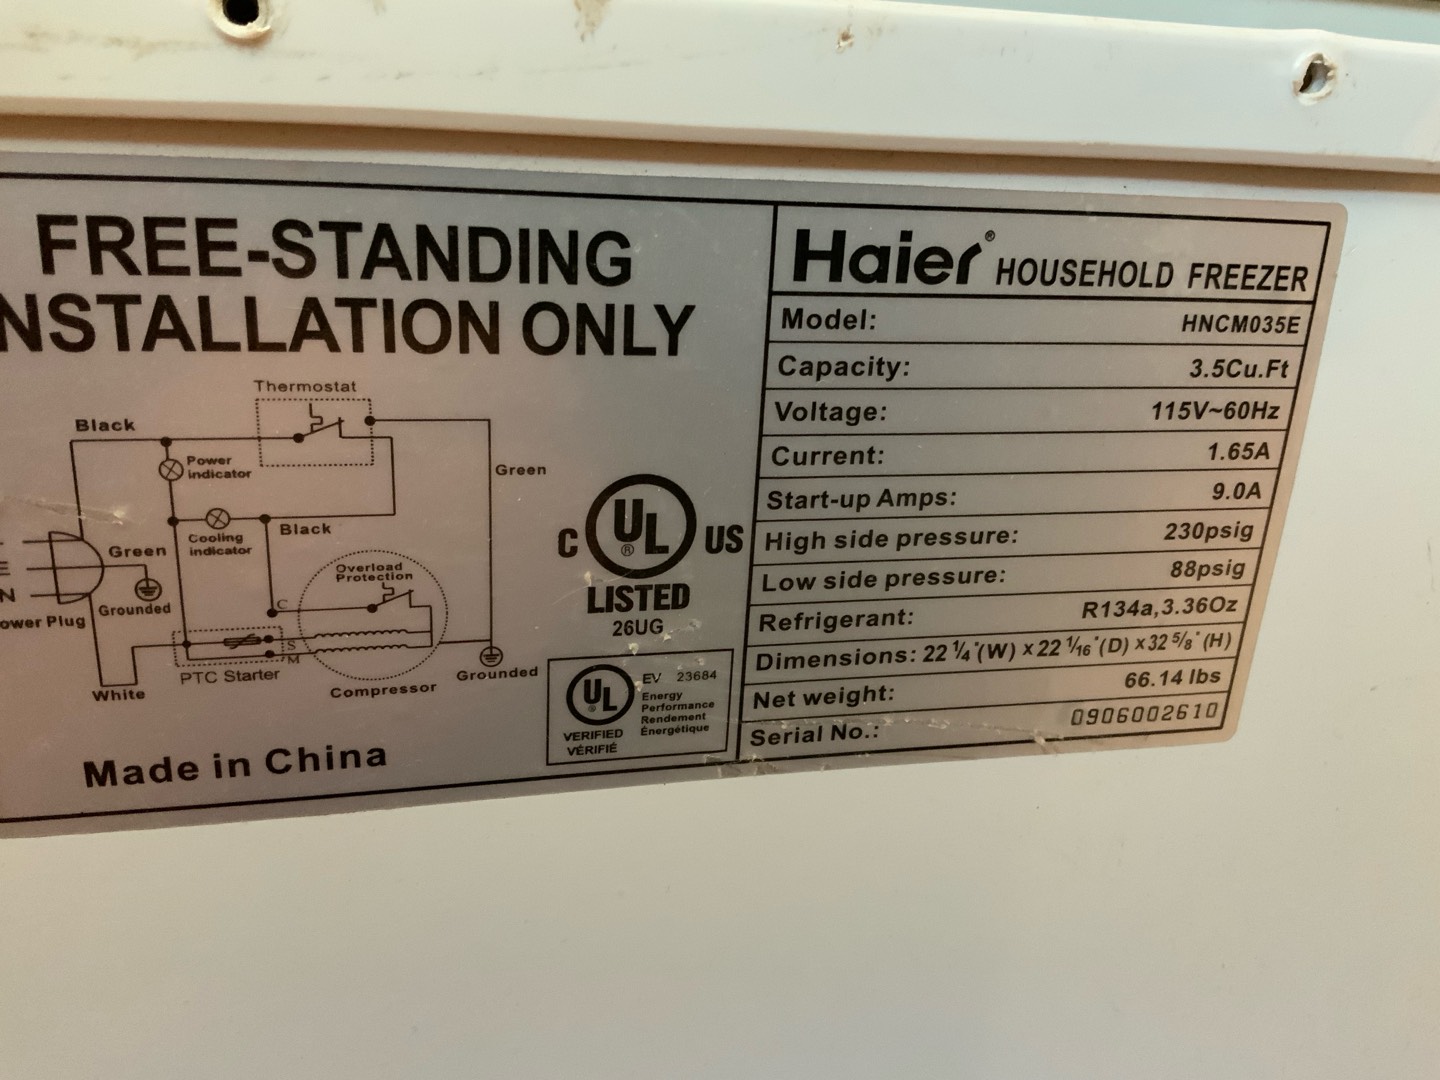 FREE-STANDING
NSTALLATION ONLY
Thermostat
Black
Power
indicator
Green
Cooling
indicator
Black
Green
Grounded
E
N
ower Plug
Overload
Protection
C
S
M
PTC Starter
White
Compressor
Grounded
Made in China
C UL ® US
LISTED
26UG
UL
VERIFIED
VÉRIFIÉ
EV 23684
Energy
Performance
Rendement
Énergétique
Haier® HOUSEHOLD FREEZER
Model: HNCM035E
Capacity: 3.5Cu.Ft
Voltage: 115V~60Hz
Current: 1.65A
Start-up Amps: 9.0A
High side pressure: 230psig
Low side pressure: 88psig
Refrigerant: R134a,3.36Oz
Dimensions: 22 1/4"(W) x 22 1/16"(D) x 32 5/8"(H)
Net weight: 66.14 lbs
Serial No.: 0906002610